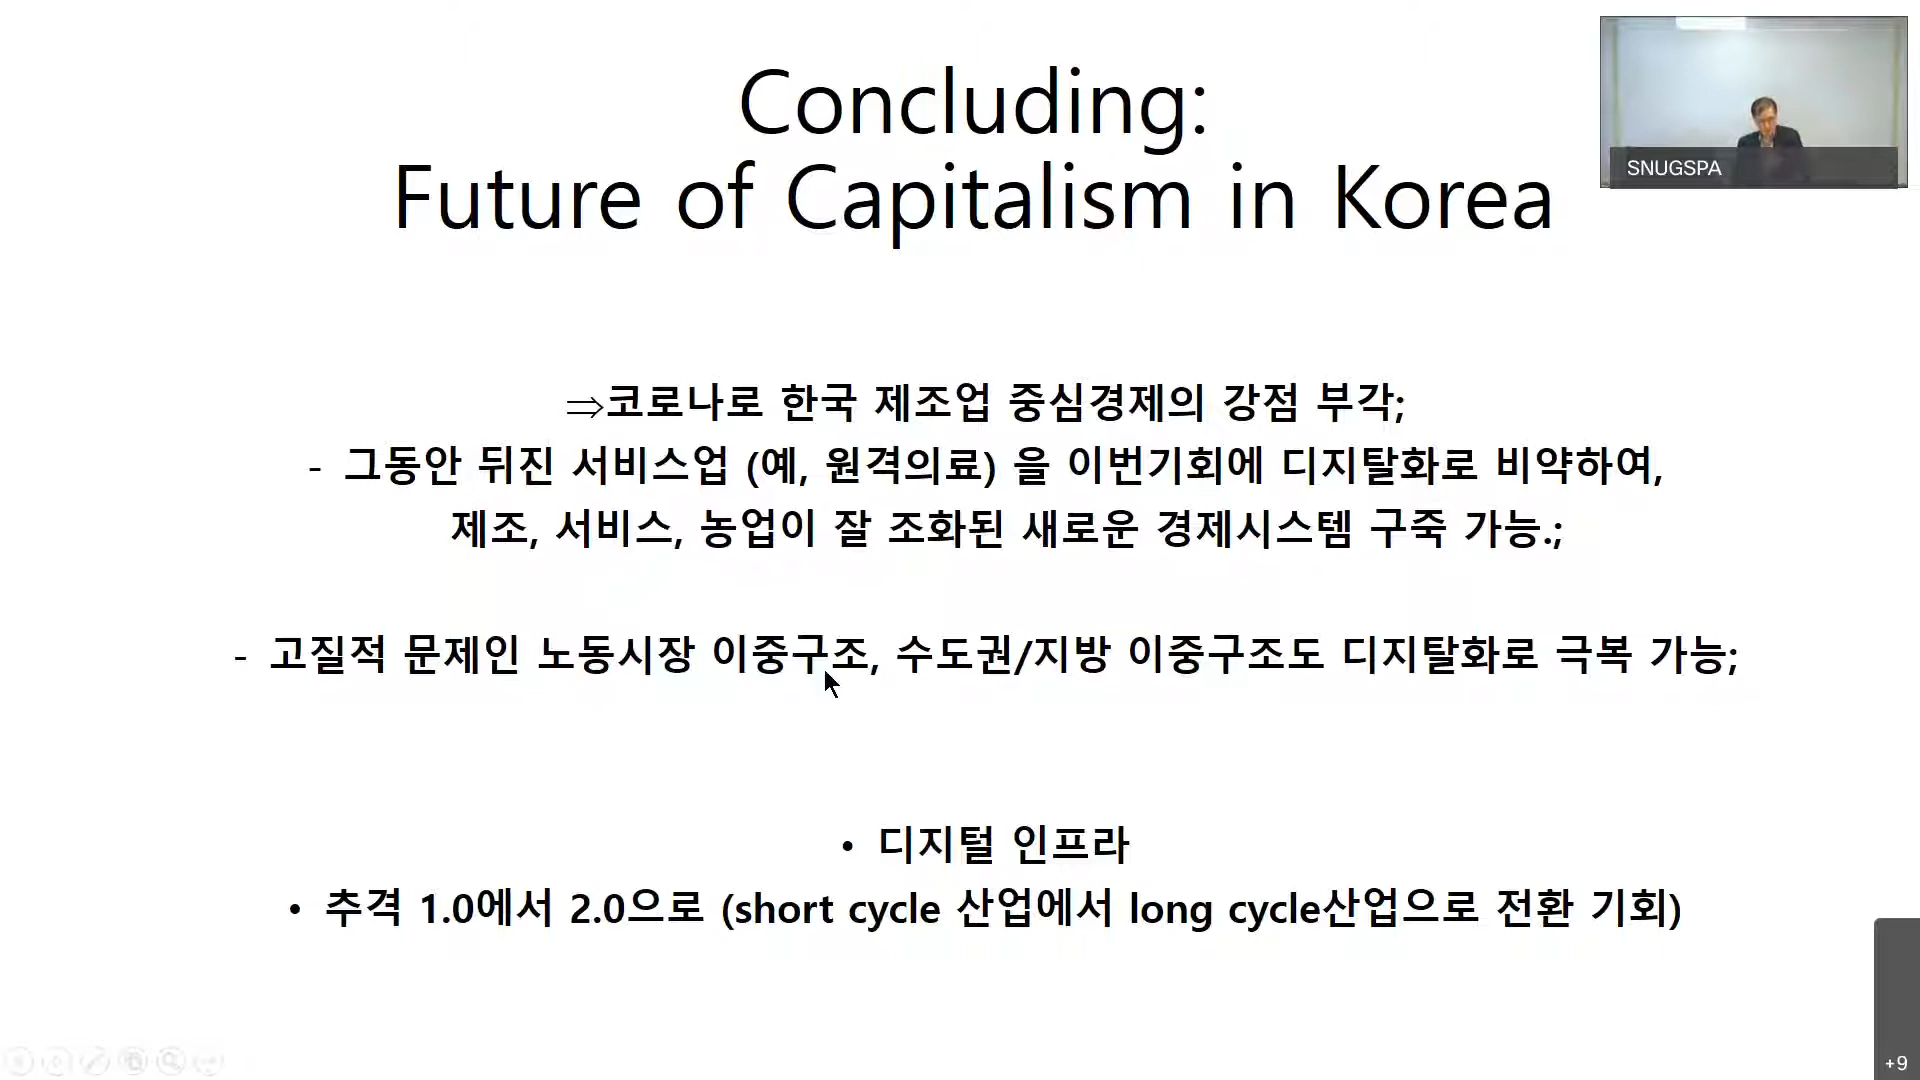 Concluding:
Future of Capitalism in Korea
SNUGSPA
⇒코로나로 한국 제조업 중심경제의 강점 부각;
- 그동안 뒤진 서비스업 (예, 원격의료) 을 이번기회에 디지탈화로 비약하여,
제조, 서비스, 농업이 잘 조화된 새로운 경제시스템 구죽 가능.;
- 고질적 문제인 노동시장 이중구조, 수도권/지방 이중구조도 디지탈화로 극복 가능;
• 디지털 인프라
• 추격 1.0에서 2.0으로 (short cycle 산업에서 long cycle산업으로 전환 기회)
+9